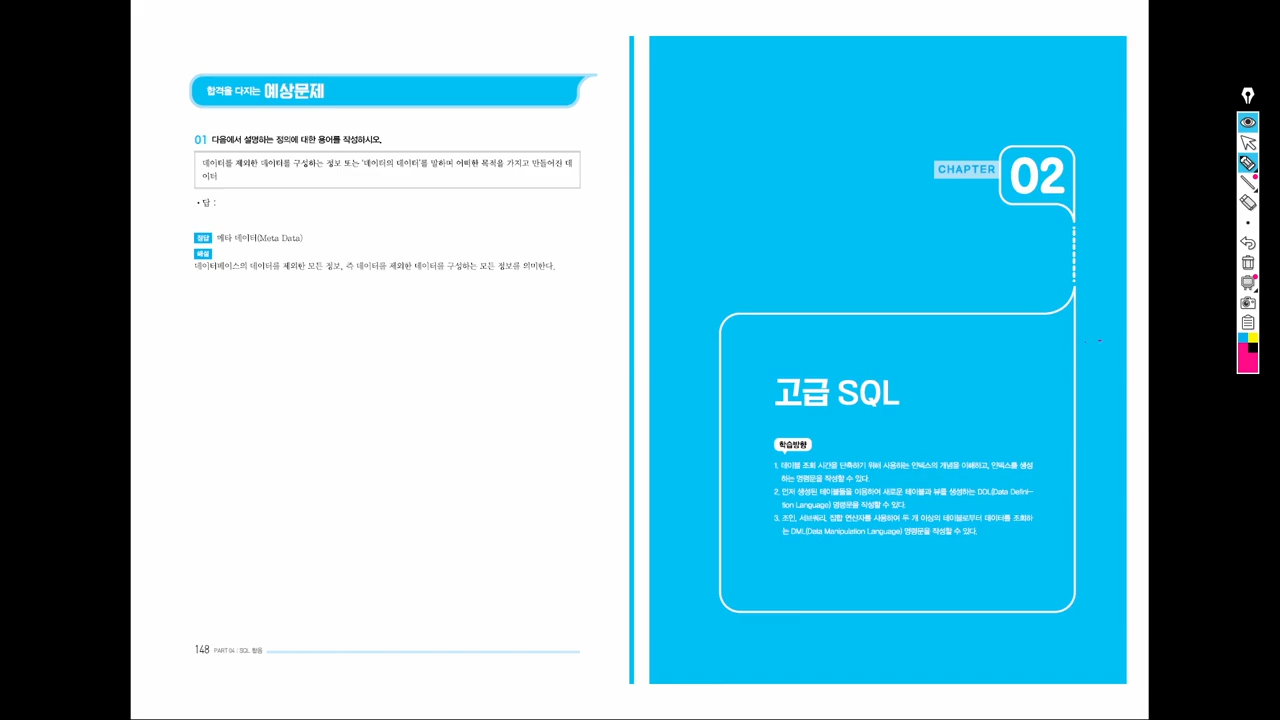 합격을 다지는 예상문제
01 다음에서 설명하는 정의에 대한 용어를 작성하시오.
데이터를 제외한 데이터를 구성하는 정보 또는 '데이터의 데이터'를 말하며 어떠한 목적을 가지고 만들어진 데
이터
• 답 :
정답 메타 데이터(Meta Data)
해설
데이터베이스의 데이터를 제외한 모든 정보, 즉 데이터를 제외한 데이터를 구성하는 모든 정보를 의미한다.
148 PART 04 : SQL 활용
CHAPTER 02
고급 SQL
학습방향
1. 테이블 조회 시간을 단축하기 위해 사용하는 인덱스의 개념을 이해하고, 인덱스를 생성
하는 명령문을 작성할 수 있다.
2. 먼저 생성된 테이블들을 이용하여 새로운 테이블과 뷰를 생성하는 DDL(Data Defini-
tion Language) 명령문을 작성할 수 있다.
3. 조인, 서브쿼리, 집합 연산자를 사용하여 두 개 이상의 테이블로부터 데이터를 조회하
는 DML(Data Manipulation Language) 명령문을 작성할 수 있다.